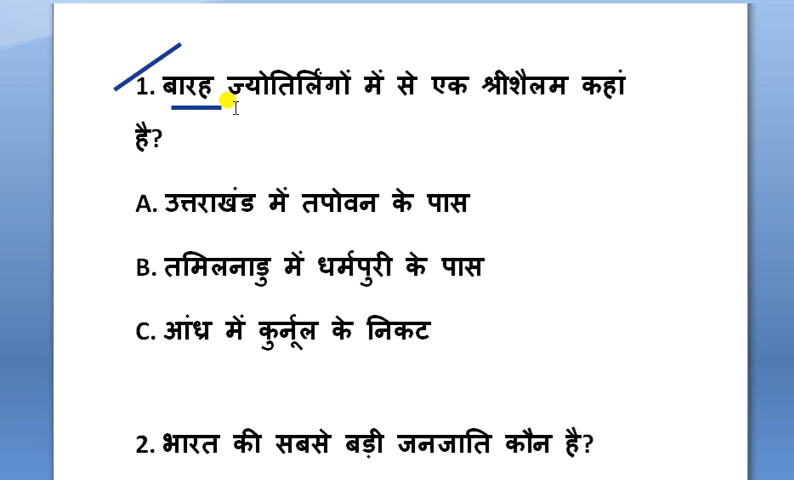 1. बारह ज्योतिर्लिंगों में से एक श्रीशैलम कहां
है?
A. उत्तराखंड में तपोवन के पास
B. तमिलनाडु में धर्मपुरी के पास
C. आंध्र में कुर्नूल के निकट
2. भारत की सबसे बड़ी जनजाति कौन है?